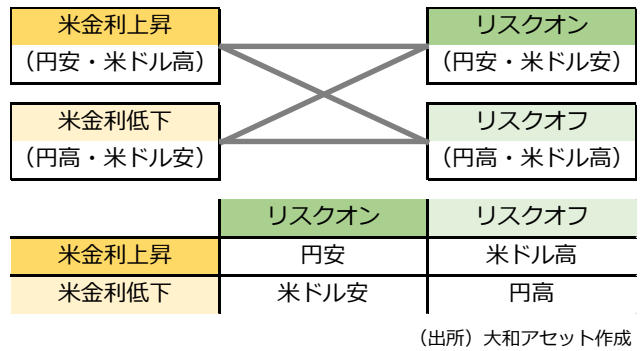 米金利上昇 リスクオン
（円安・米ドル高） （円安・米ドル安）
米金利低下 リスクオフ
（円高・米ドル安） （円高・米ドル高）
リスクオン リスクオフ
米金利上昇 円安 米ドル高
米金利低下 米ドル安 円高
（出所）大和アセット作成